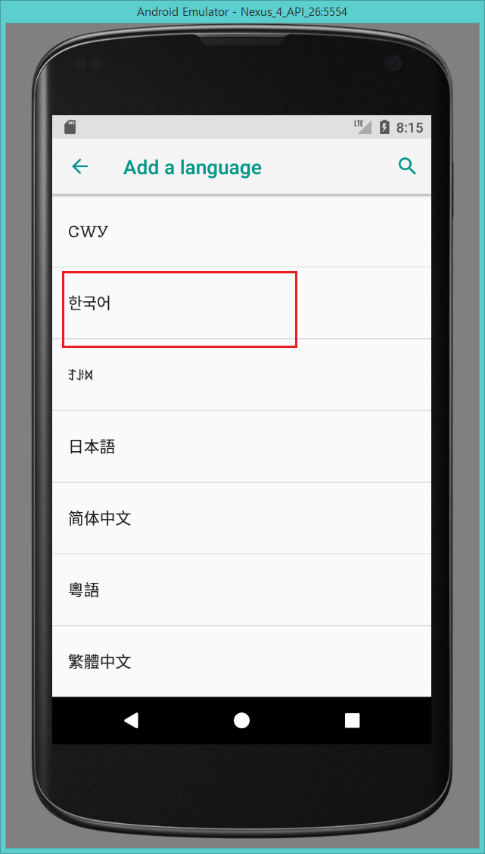 Android Emulator - Nexus_4_API_26:5554
LTE 8:15
Add a language
ᏣᎳᎩ
한국어
ꆈꌠꉙ
日本語
简体中文
粵語
繁體中文